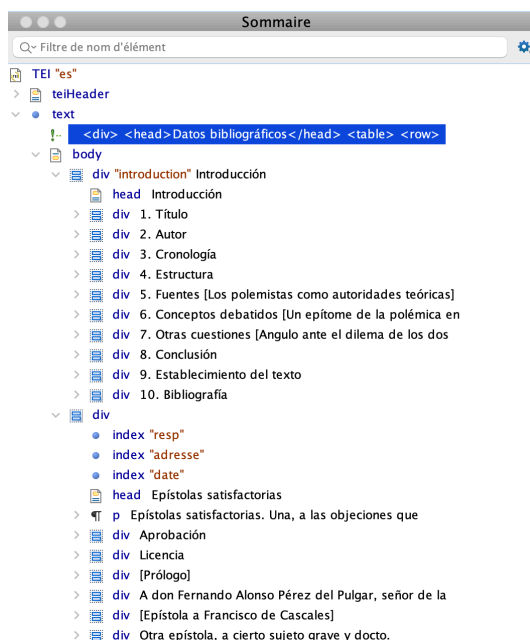 Sommaire
Filtre de nom d'élément
TEI "es"
teiHeader
text
<div> <head>Datos bibliográficos</head> <table> <row>
body
div "introduction" Introducción
head Introducción
div 1. Título
div 2. Autor
div 3. Cronología
div 4. Estructura
div 5. Fuentes [Los polemistas como autoridades teóricas]
div 6. Conceptos debatidos [Un epítome de la polémica en
div 7. Otras cuestiones [Angulo ante el dilema de los dos
div 8. Conclusión
div 9. Establecimiento del texto
div 10. Bibliografía
div
index "resp"
index "adresse"
index "date"
head Epístolas satisfactorias
p Epístolas satisfactorias. Una, a las objeciones que
div Aprobación
div Licencia
div [Prólogo]
div A don Fernando Alonso Pérez del Pulgar, señor de la
div [Epístola a Francisco de Cascales]
div Otra epístola, a cierto sujeto grave y docto.